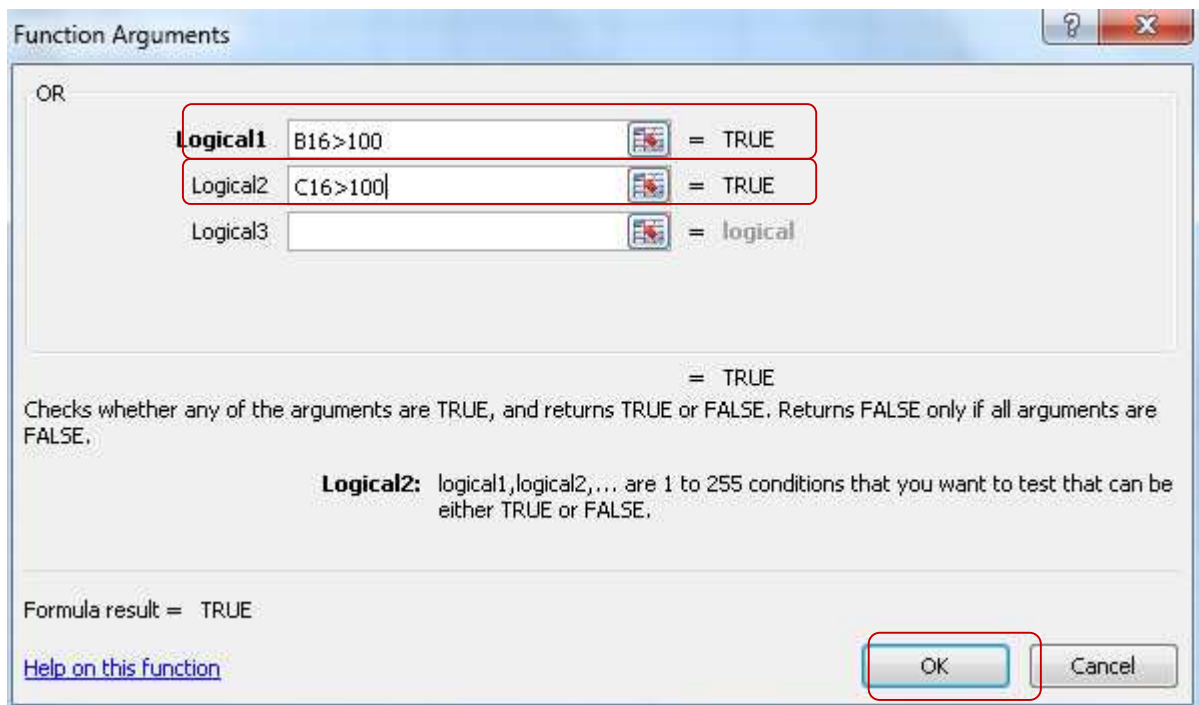 Function Arguments
OR
Logical1 B16>100 = TRUE
Logical2 C16>100 = TRUE
Logical3 = logical
= TRUE
Checks whether any of the arguments are TRUE, and returns TRUE or FALSE. Returns FALSE only if all arguments are
FALSE.
Logical2: logical1,logical2,... are 1 to 255 conditions that you want to test that can be
either TRUE or FALSE.
Formula result = TRUE
Help on this function OK Cancel